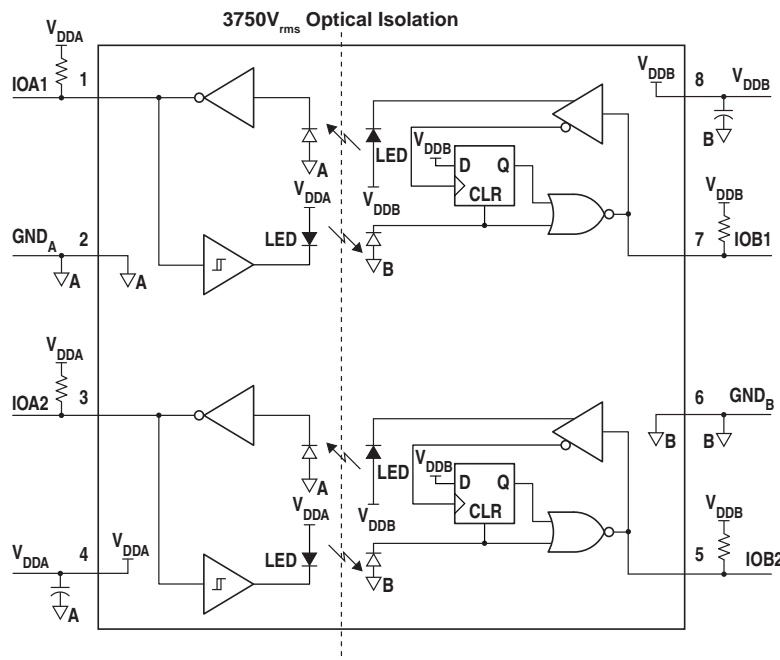 3750Vrms Optical Isolation
VDDA
IOA1
1
A
LED
VDDB
D
Q
CLR
VDDB
VDDB
8
VDDB
B
VDDA
LED
B
VDDB
7
IOB1
GNDA
2
A
A
VDDA
IOA2
3
A
LED
VDDB
D
Q
CLR
VDDB
6
GNDB
B
B
VDDA
4
VDDA
A
VDDA
LED
B
VDDB
5
IOB2